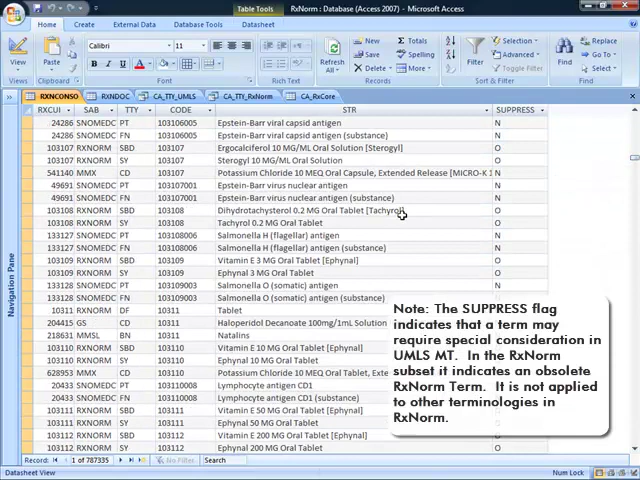 Table Tools
RxNorm : Database (Access 2007) - Microsoft Access
Home Create External Data Database Tools Datasheet
View
Paste
Calibri 11
B I U
New Totals
Save Spelling
Delete More
Refresh All
Filter
Selection
Advanced
Toggle Filter
Find
Replace
Go To
Select
Views Clipboard Font Rich Text Records Sort & Filter Find
RXNCONSO RXNDOC CA_TTY_UMLS CA_TTy_RxNorm CA_RxCore
RXCUI SAB TTY CODE STR SUPPRESS
24286 SNOMEDC PT 103106005 Epstein-Barr viral capsid antigen N
24286 SNOMEDC FN 103106005 Epstein-Barr viral capsid antigen (substance) N
103107 RXNORM SBD 103107 Ergocalciferol 10 MG/ML Oral Solution [Sterogyl] O
103107 RXNORM SY 103107 Sterogyl 10 MG/ML Oral Solution O
541140 MMX CD 103107 Potassium Chloride 10 MEQ Oral Capsule, Extended Release [MICRO-K 1 N
49691 SNOMEDC PT 103107001 Epstein-Barr virus nuclear antigen N
49691 SNOMEDC FN 103107001 Epstein-Barr virus nuclear antigen (substance) N
103108 RXNORM SBD 103108 Dihydrotachysterol 0.2 MG Oral Tablet [Tachyrol] O
103108 RXNORM SY 103108 Tachyrol 0.2 MG Oral Tablet O
133127 SNOMEDC PT 103108006 Salmonella H (flagellar) antigen N
133127 SNOMEDC FN 103108006 Salmonella H (flagellar) antigen (substance) N
103109 RXNORM SBD 103109 Vitamin E 3 MG Oral Tablet [Ephynal] O
103109 RXNORM SY 103109 Ephynal 3 MG Oral Tablet O
133128 SNOMEDC PT 103109003 Salmonella O (somatic) antigen N
133128 SNOMEDC FN 103109003 Salmonella O (somatic) antigen (substance)
10311 RXNORM DF 10311 Tablet
204415 GS CD 10311 Haloperidol Decanoate 100mg/1mL Solution
218631 MMSL BN 10311 Natalins
103110 RXNORM SBD 103110 Vitamin E 10 MG Oral Tablet [Ephynal]
103110 RXNORM SY 103110 Ephynal 10 MG Oral Tablet
628953 MMX CD 103110 Potassium Chloride 10 MEQ Oral Tablet, Exte
20433 SNOMEDC PT 103110008 Lymphocyte antigen CD1
20433 SNOMEDC FN 103110008 Lymphocyte antigen CD1 (substance)
103111 RXNORM SBD 103111 Vitamin E 50 MG Oral Tablet [Ephynal]
103111 RXNORM SY 103111 Ephynal 50 MG Oral Tablet
103112 RXNORM SBD 103112 Vitamin E 200 MG Oral Tablet [Ephynal] O
103112 RXNORM SY 103112 Ephynal 200 MG Oral Tablet O
Note: The SUPPRESS flag
indicates that a term may
require special consideration in
UMLS MT. In the RxNorm
subset it indicates an obsolete
RxNorm Term. It is not applied
to other terminologies in
RxNorm.
Navigation Pane
Record: 1 of 787335 No Filter Search
Datasheet View Num Lock